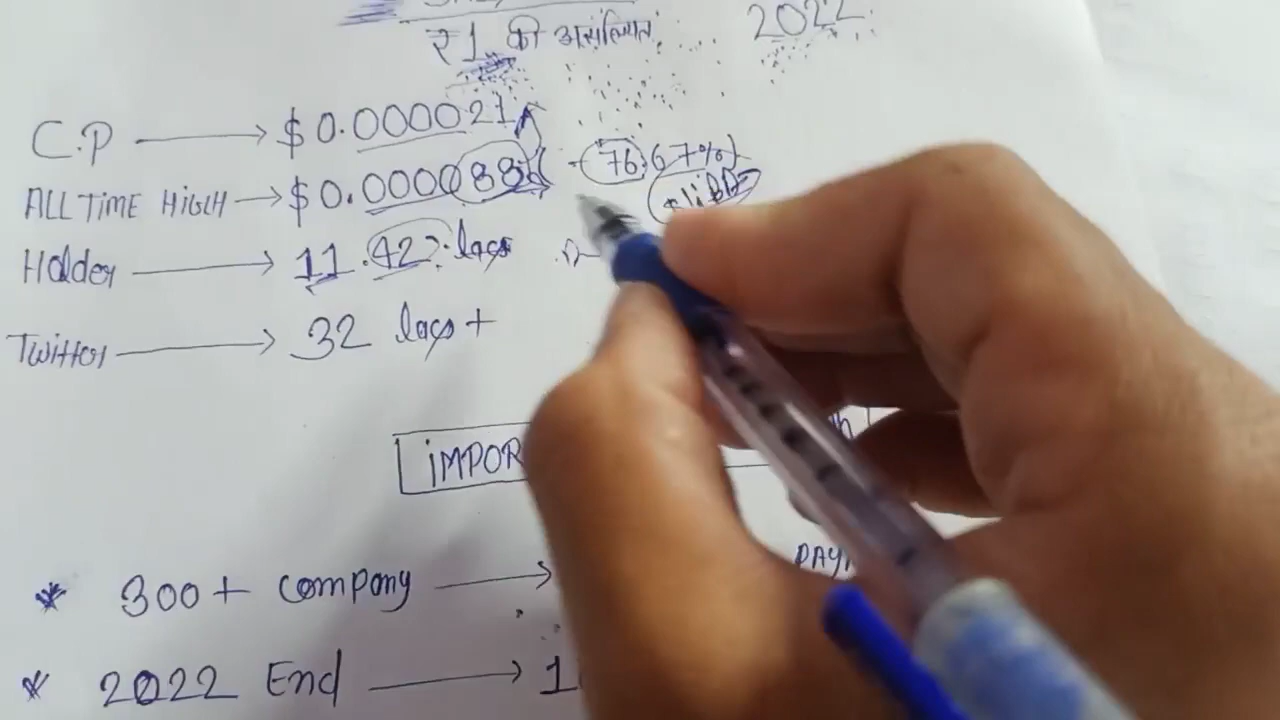 ₹1 की असलियत 2022
C.P → $0.000021
ALL TIME HIGH → $0.000088 -76.67%
Holder → 11.42 lacs
Twitter → 32 lacs+
IMPOR
* 300+ company → PAY
* 2022 End → 1